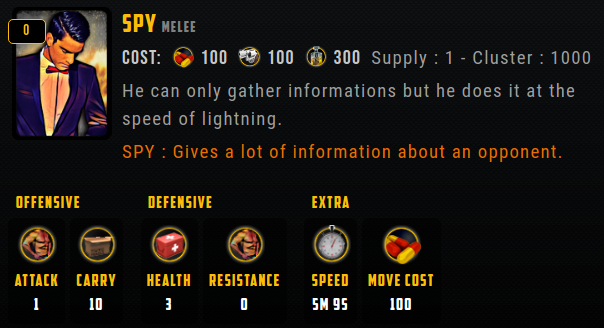 0
SPY MELEE
COST: 100 100 300 Supply : 1 - Cluster : 1000
He can only gather informations but he does it at the
speed of lightning.
SPY : Gives a lot of information about an opponent.
OFFENSIVE DEFENSIVE EXTRA
ATTACK CARRY HEALTH RESISTANCE SPEED MOVE COST
1 10 3 0 5M 9S 100